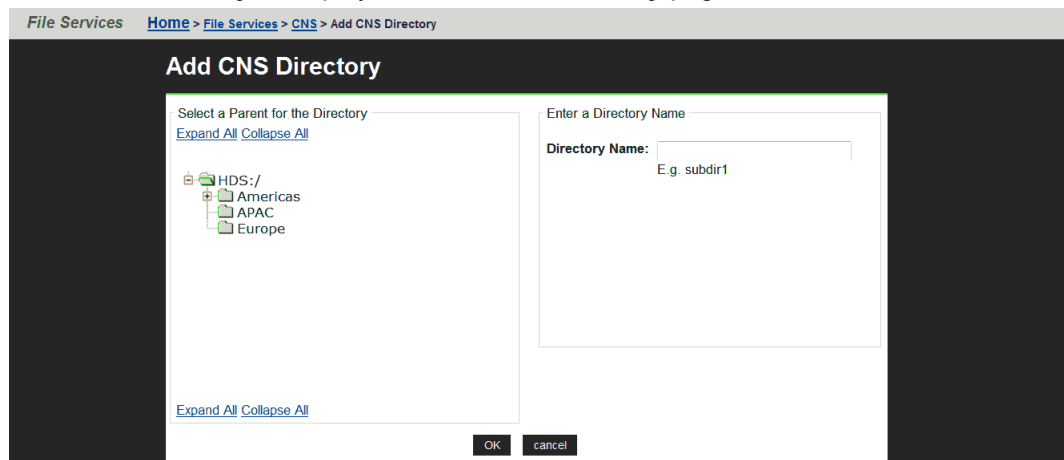 File Services Home > File Services > CNS > Add CNS Directory
Add CNS Directory
Select a Parent for the Directory
Expand All Collapse All
HDS:/
Americas
APAC
Europe
Expand All Collapse All
Enter a Directory Name
Directory Name:
E.g. subdir1
OK cancel